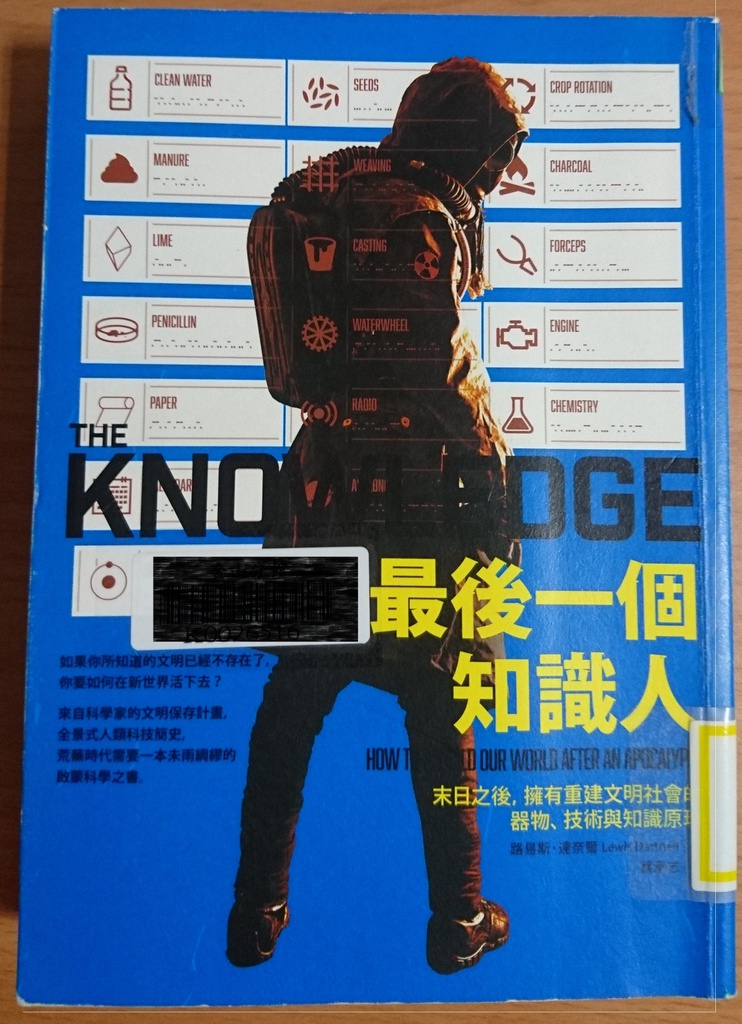 CLEAN WATER
SEEDS
CROP ROTATION
MANURE
WEAVING
CHARCOAL
LIME
CASTING
FORCEPS
PENICILLIN
WATERWHEEL
ENGINE
PAPER
RADIO
CHEMISTRY
THE
KNOWLEDGE
最後一個
知識人
如果你所知道的文明已經不存在了,
你要如何在新世界活下去?
來自科學家的文明保存計畫,
全景式人類科技簡史,
荒蕪時代需要一本未雨綢繆的
啟蒙科學之書.
HOW T OUR WORLD AFTER AN APOCALYP
末日之後, 擁有重建文明社會的
器物、技術與知識原理
路易斯·達奈爾 Lewis Dartnell